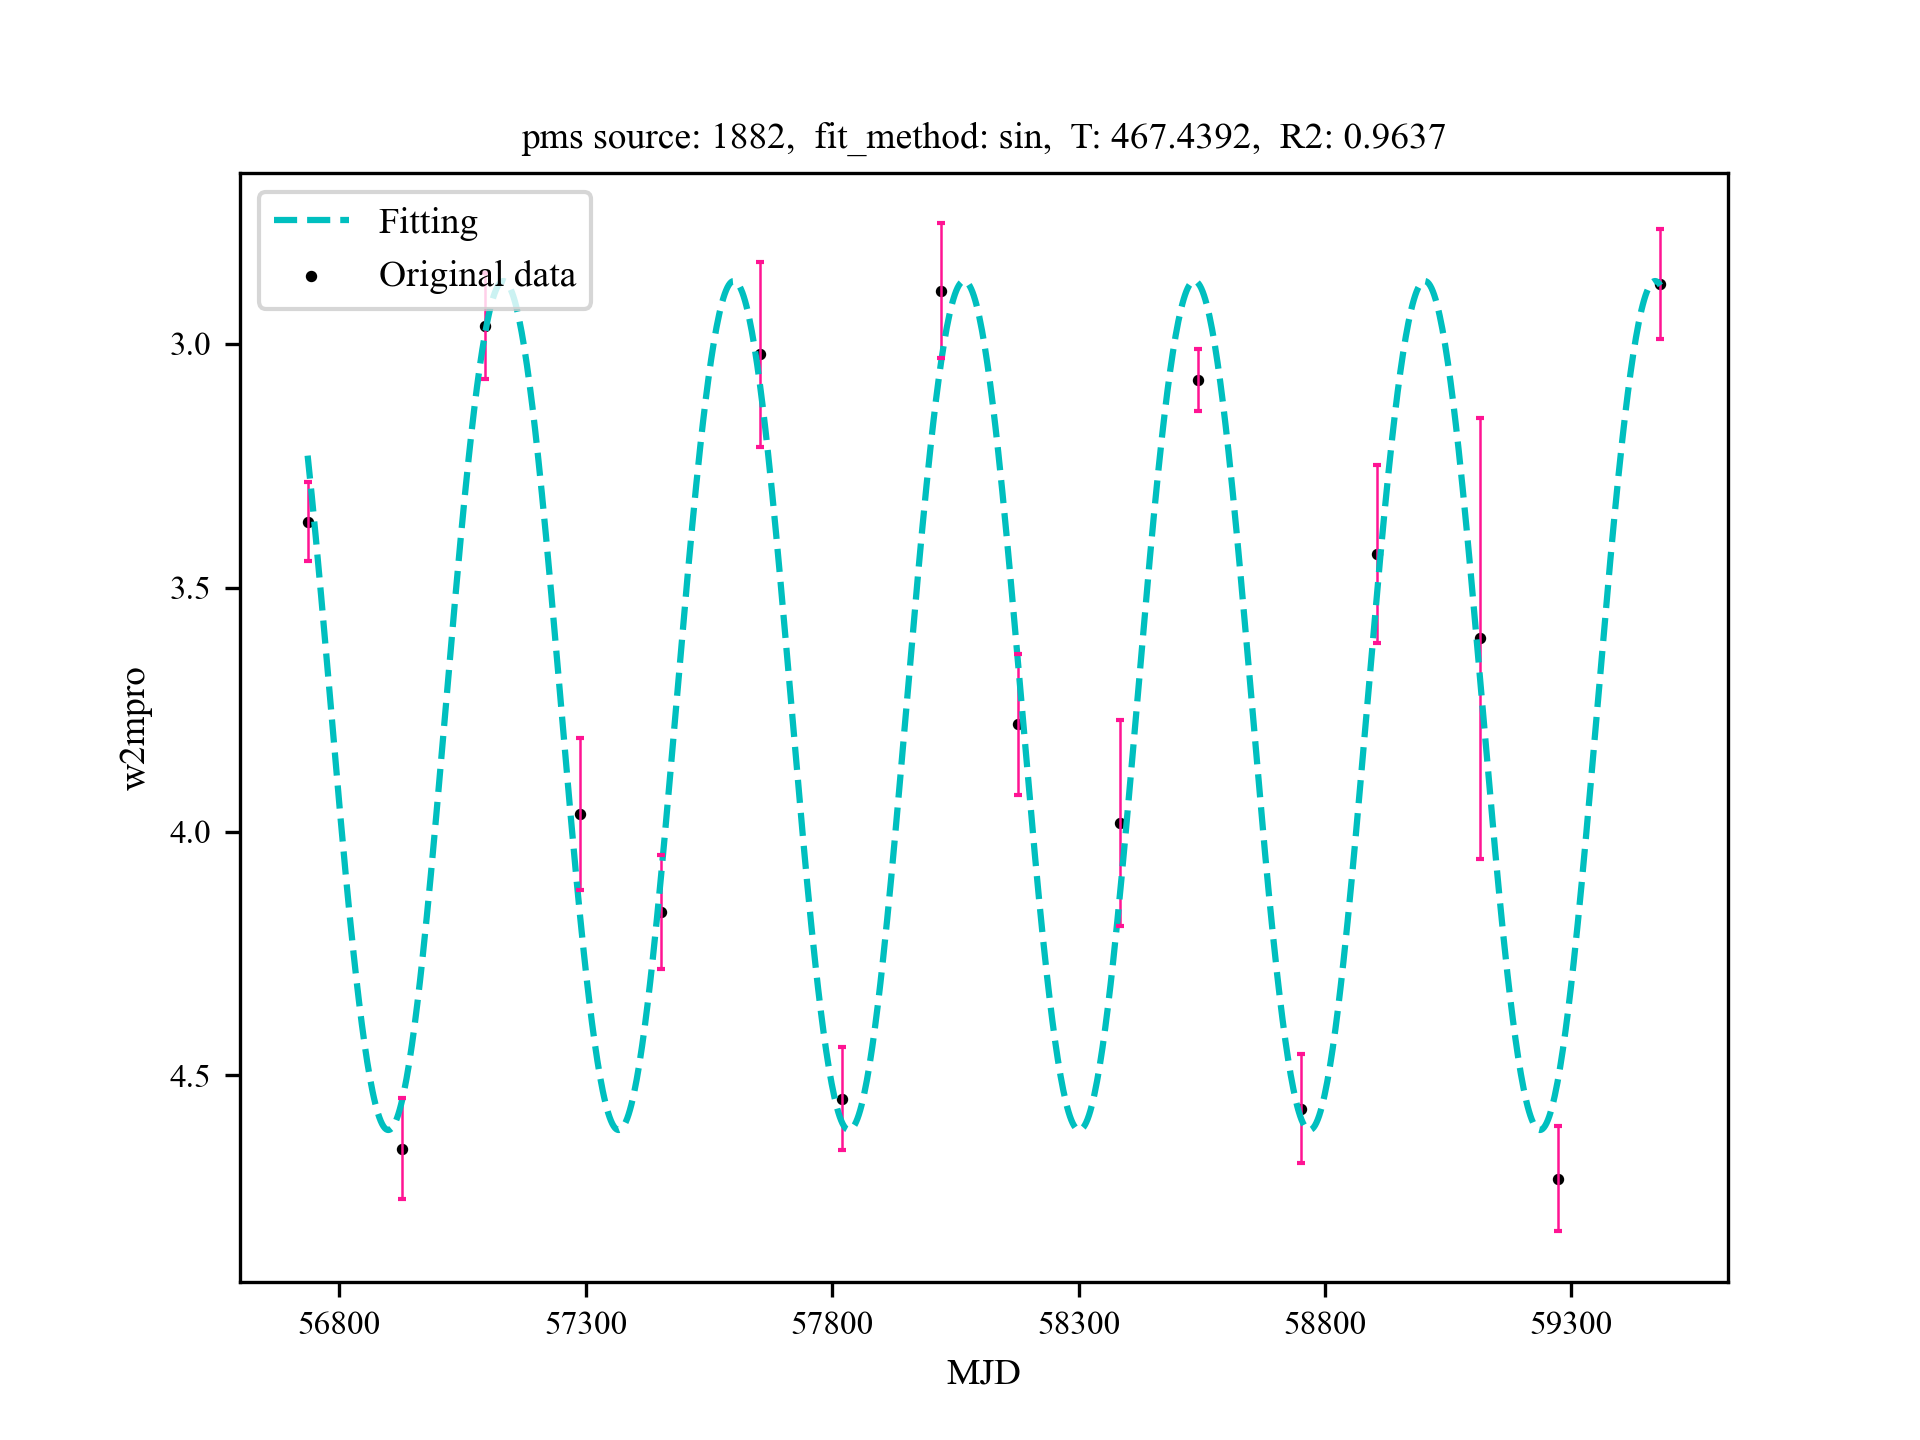 pms source: 1882,  fit_method: sin,  T: 467.4392,  R2: 0.9637
Fitting
Original data
3.0
3.5
4.0
4.5
w2mpro
56800 57300 57800 58300 58800 59300
MJD